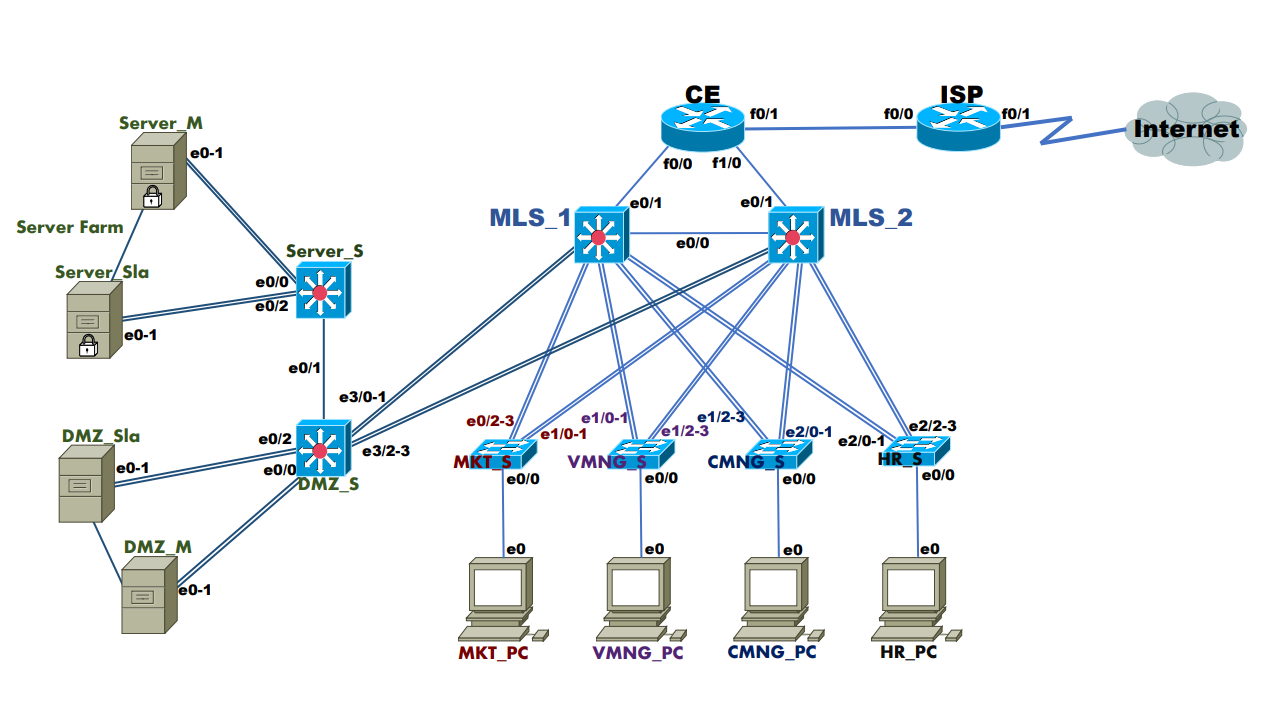 CE
ISP
f0/1
f0/0
f0/1
Internet
Server_M
e0-1
f0/0
f1/0
e0/1
e0/1
MLS_1
MLS_2
Server Farm
e0/0
Server_S
Server_Sla
e0/0
e0/2
e0-1
e0/1
e3/0-1
e0/2-3
e1/0-1
e1/2-3
e2/2-3
DMZ_Sla
e0/2
e1/0-1
e1/2-3
e2/0-1
e2/0-1
e3/2-3
e0-1
e0/0
MKT_S
VMNG_S
CMNG_S
HR_S
DMZ_S
e0/0
e0/0
e0/0
e0/0
DMZ_M
e0
e0
e0
e0
e0-1
MKT_PC
VMNG_PC
CMNG_PC
HR_PC